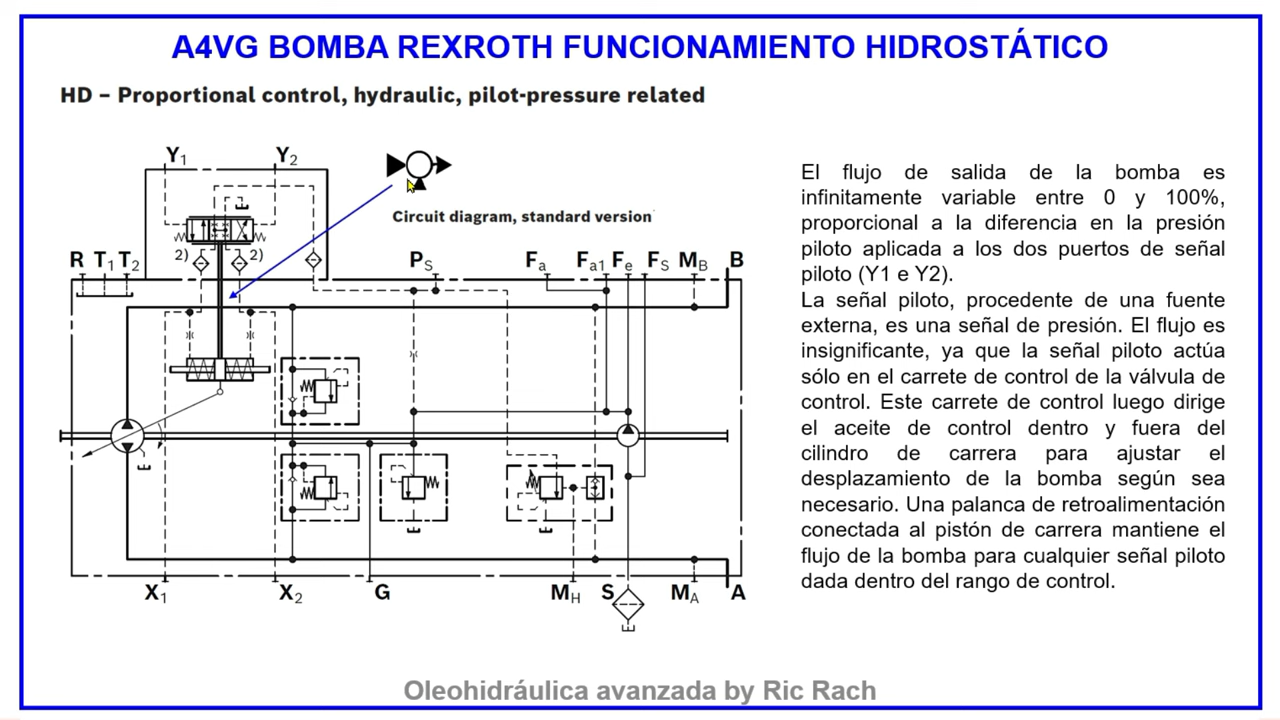 A4VG BOMBA REXROTH FUNCIONAMIENTO HIDROSTÁTICO
HD – Proportional control, hydraulic, pilot-pressure related
Y1 Y2
Circuit diagram, standard version
2) 2)
R T1 T2 PS Fa Fa1 Fe FS MB B
X1 X2 G MH S MA A
El flujo de salida de la bomba es
infinitamente variable entre 0 y 100%,
proporcional a la diferencia en la presión
piloto aplicada a los dos puertos de señal
piloto (Y1 e Y2).
La señal piloto, procedente de una fuente
externa, es una señal de presión. El flujo es
insignificante, ya que la señal piloto actúa
sólo en el carrete de control de la válvula de
control. Este carrete de control luego dirige
el aceite de control dentro y fuera del
cilindro de carrera para ajustar el
desplazamiento de la bomba según sea
necesario. Una palanca de retroalimentación
conectada al pistón de carrera mantiene el
flujo de la bomba para cualquier señal piloto
dada dentro del rango de control.
Oleohidráulica avanzada by Ric Rach